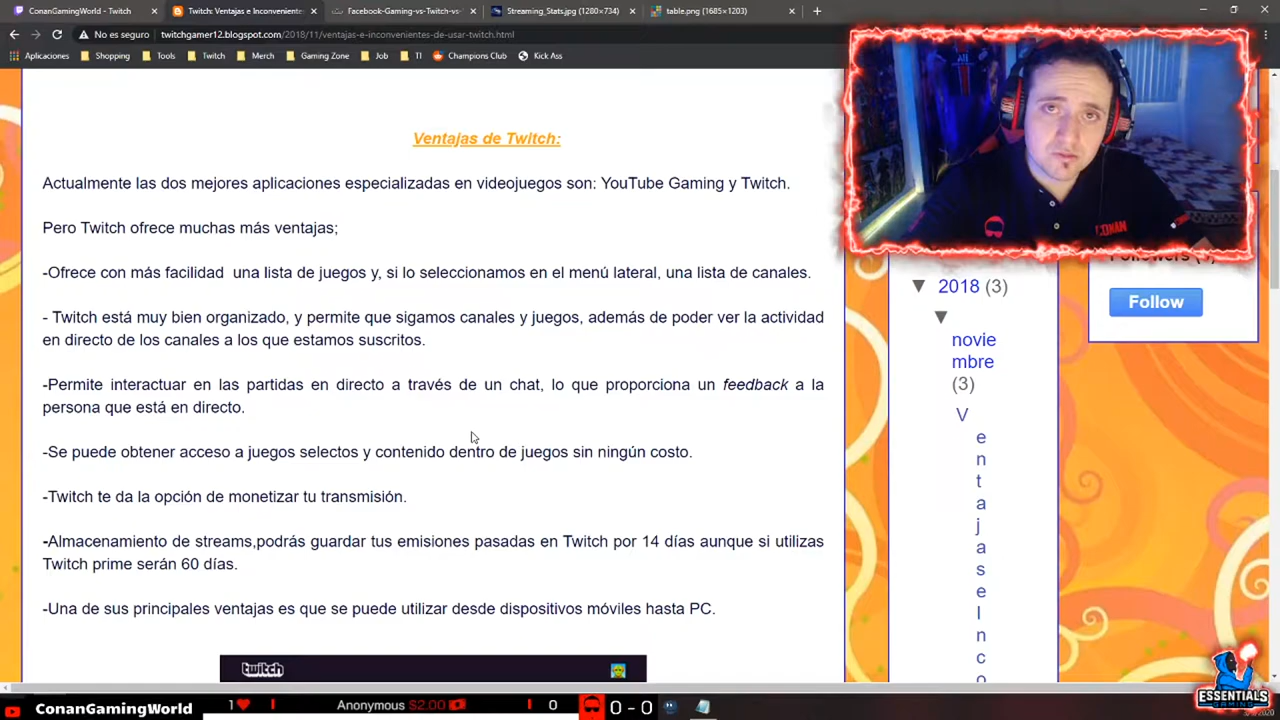 ConanGamingWorld - Twitch
Twitch: Ventajas e Inconvenientes
Facebook-Gaming-vs-Twitch-vs-
Streaming_Stats.jpg (1280×734)
table.png (1685×1203)
No es seguro
twitchgamer12.blogspot.com/2018/11/ventajas-e-inconvenientes-de-usar-twitch.html
Aplicaciones
Shopping
Tools
Twitch
Merch
Gaming Zone
Job
TI
Champions Club
Kick Ass
Ventajas de Twitch:
Actualmente las dos mejores aplicaciones especializadas en videojuegos son: YouTube Gaming y Twitch.
Pero Twitch ofrece muchas más ventajas;
-Ofrece con más facilidad una lista de juegos y, si lo seleccionamos en el menú lateral, una lista de canales.
- Twitch está muy bien organizado, y permite que sigamos canales y juegos, además de poder ver la actividad
en directo de los canales a los que estamos suscritos.
-Permite interactuar en las partidas en directo a través de un chat, lo que proporciona un feedback a la
persona que está en directo.
-Se puede obtener acceso a juegos selectos y contenido dentro de juegos sin ningún costo.
-Twitch te da la opción de monetizar tu transmisión.
-Almacenamiento de streams,podrás guardar tus emisiones pasadas en Twitch por 14 días aunque si utilizas
Twitch prime serán 60 días.
-Una de sus principales ventajas es que se puede utilizar desde dispositivos móviles hasta PC.
twitch
▼ 2018 (3)
▼
novie
mbre
(3)
V
e
n
t
a
j
a
s
e
I
n
c
o
Follow
CONAN
ConanGamingWorld
1
Anonymous $2.00
0
0 - 0
ESSENTIALS
GAMING